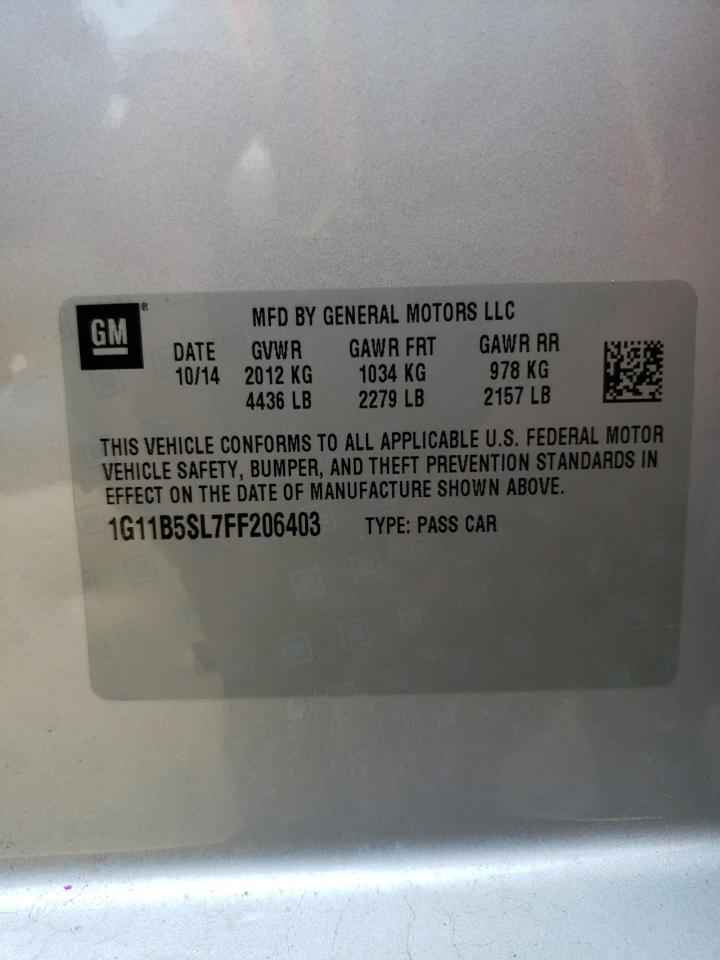 GM ®
MFD BY GENERAL MOTORS LLC
DATE GVWR GAWR FRT GAWR RR
10/14 2012 KG 1034 KG 978 KG
4436 LB 2279 LB 2157 LB
THIS VEHICLE CONFORMS TO ALL APPLICABLE U.S. FEDERAL MOTOR
VEHICLE SAFETY, BUMPER, AND THEFT PREVENTION STANDARDS IN
EFFECT ON THE DATE OF MANUFACTURE SHOWN ABOVE.
1G11B5SL7FF206403 TYPE: PASS CAR